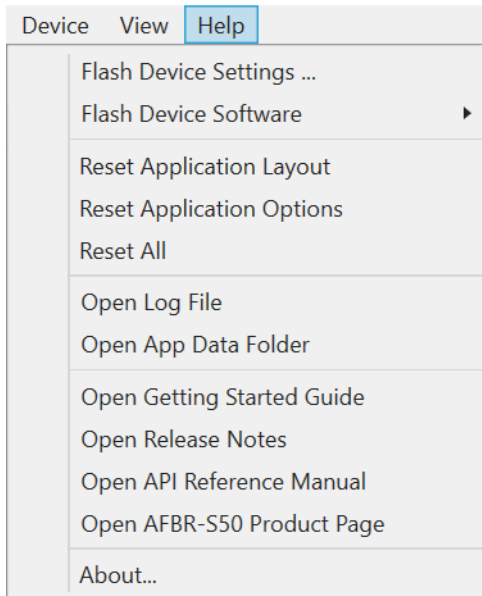 Device View Help
Flash Device Settings ...
Flash Device Software
Reset Application Layout
Reset Application Options
Reset All
Open Log File
Open App Data Folder
Open Getting Started Guide
Open Release Notes
Open API Reference Manual
Open AFBR-S50 Product Page
About...